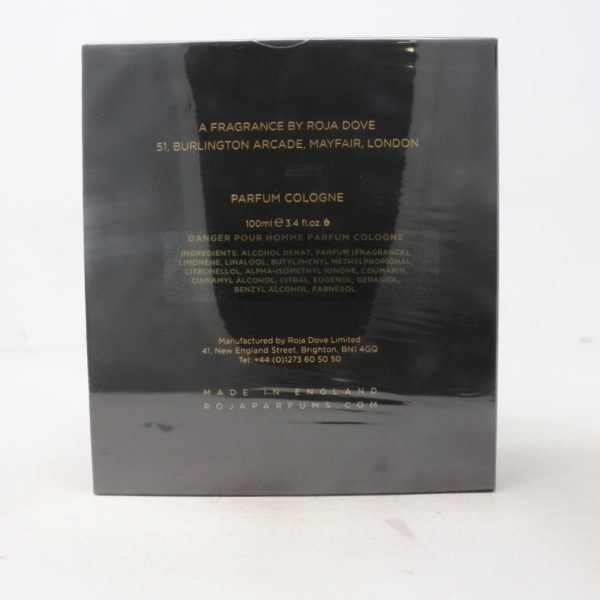 A FRAGRANCE BY ROJA DOVE
51, BURLINGTON ARCADE, MAYFAIR, LONDON
PARFUM COLOGNE
100ml ℮ 3.4 fl.oz.
DANGER POUR HOMME PARFUM COLOGNE
INGREDIENTS: ALCOHOL DENAT, PARFUM (FRAGRANCE),
LIMONENE, LINALOOL, BUTYLPHENYL METHYLPROPIONAL,
CITRONELLOL, ALPHA-ISOMETHYL IONONE, COUMARIN,
CINNAMYL ALCOHOL, CITRAL, EUGENOL, GERANIOL,
BENZYL ALCOHOL, FARNESOL.
Manufactured by Roja Dove Limited
41, New England Street, Brighton, BN1 4GQ
Tel: +44 (0)1273 60 50 50
MADE IN ENGLAND
ROJAPARFUMS.COM